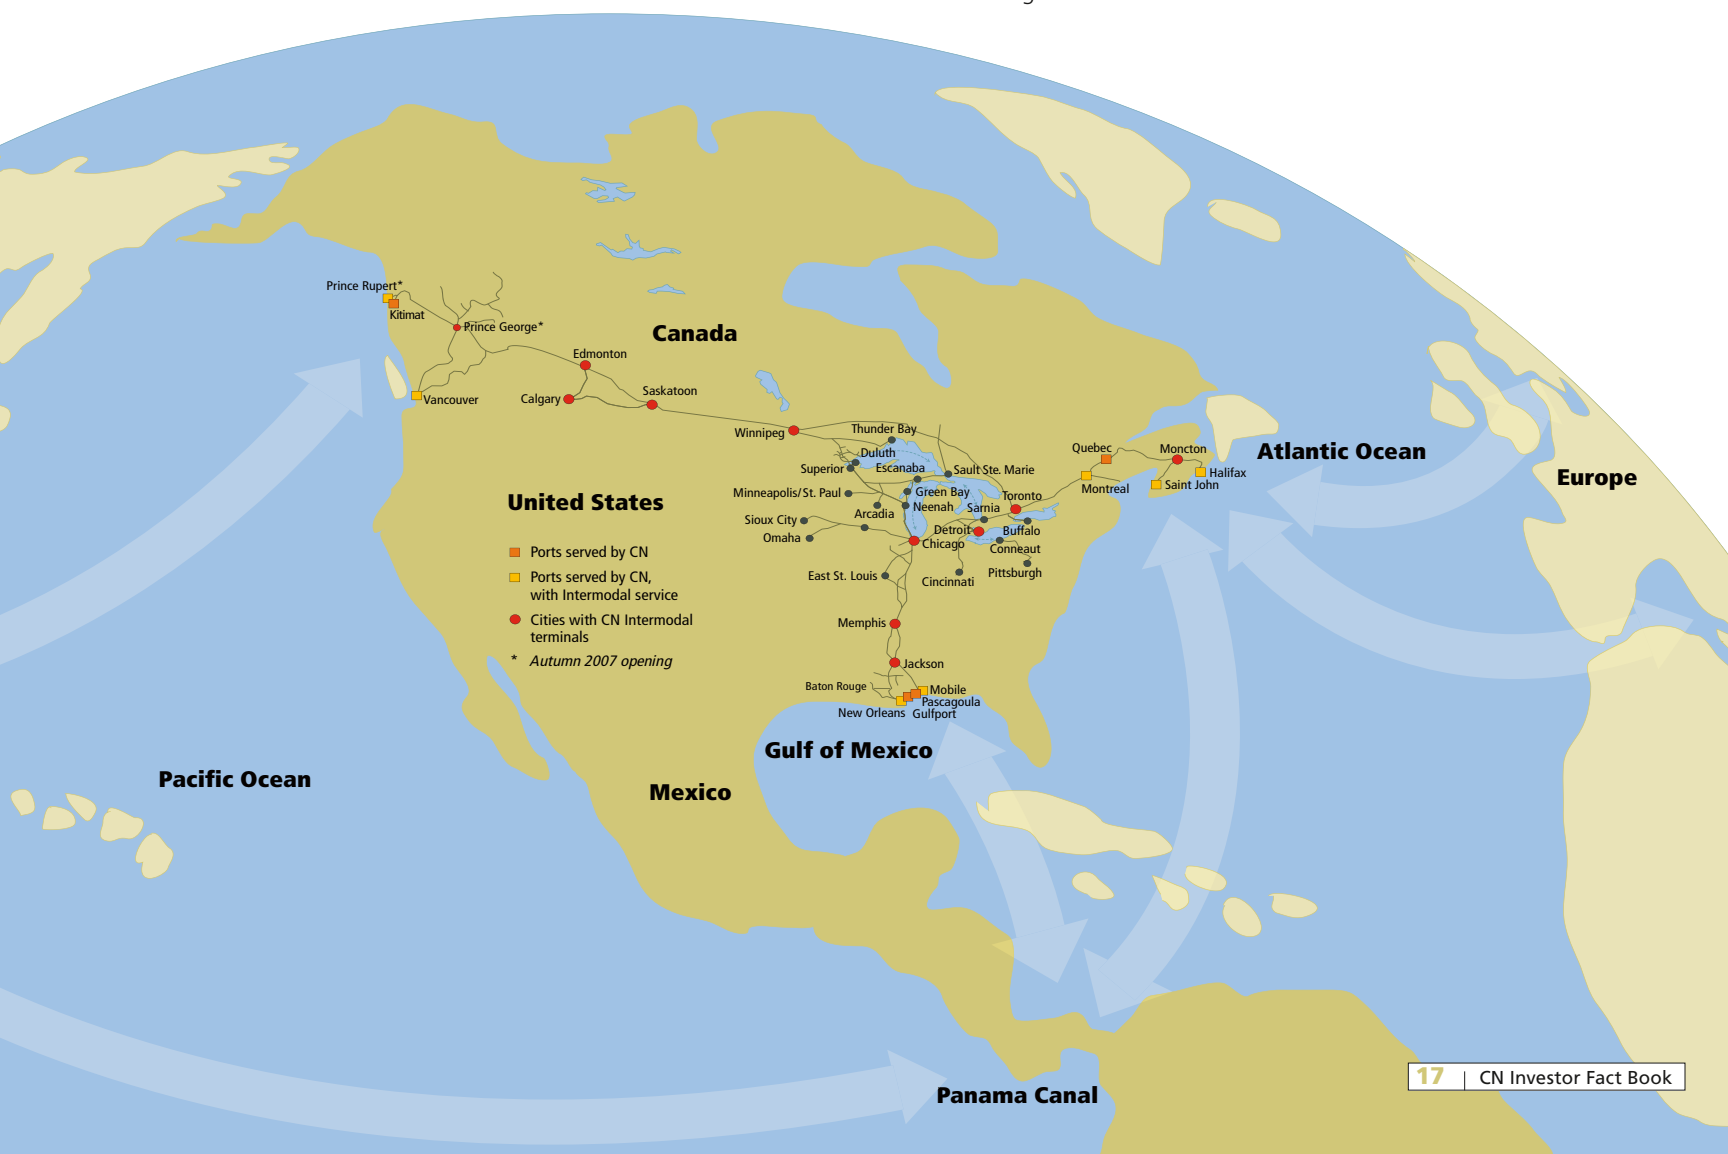 Prince Rupert*
Kitimat
Prince George*
Canada
Edmonton
Vancouver
Calgary
Saskatoon
Winnipeg
Thunder Bay
Duluth
Superior
Escanaba
Sault Ste. Marie
Quebec
Moncton
Halifax
Saint John
Montreal
Atlantic Ocean
Europe
United States
Minneapolis/St. Paul
Green Bay
Neenah
Arcadia
Sarnia
Toronto
Sioux City
Omaha
Detroit
Buffalo
Chicago
Conneaut
Pittsburgh
Cincinnati
East St. Louis
Ports served by CN
Ports served by CN,
with Intermodal service
Cities with CN Intermodal
terminals
* Autumn 2007 opening
Memphis
Jackson
Baton Rouge
Mobile
Pascagoula
New Orleans
Gulfport
Gulf of Mexico
Pacific Ocean
Mexico
Panama Canal
17 | CN Investor Fact Book